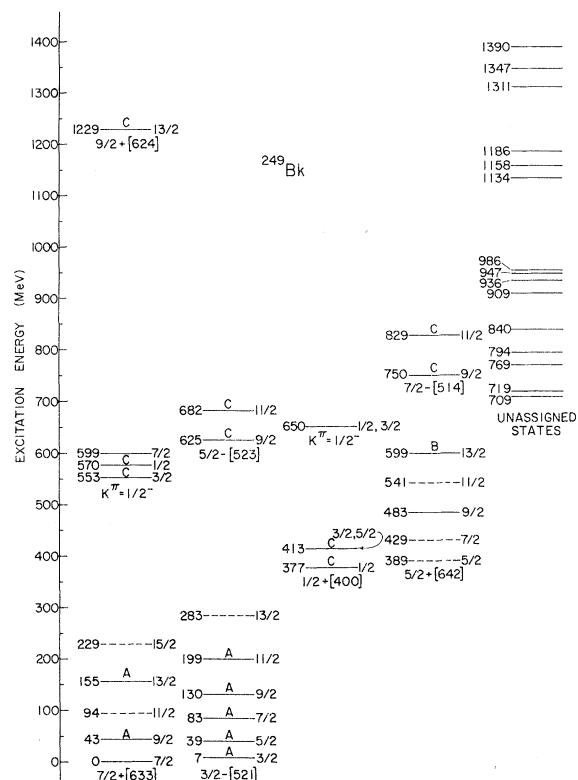 EXCITATION ENERGY (MeV)
1400
1300
1200
1100
1000
900
800
700
600
500
400
300
200
100
0
249Bk
C
1229 13/2
9/2+[624]
599 7/2
C
570 1/2
C
553 3/2
Kπ=1/2-
229 15/2
A
155 13/2
94 11/2
A
43 9/2
0 7/2
7/2+[633]
C
682 11/2
C
625 9/2
5/2-[523]
283 13/2
A
199 11/2
A
130 9/2
A
83 7/2
A
39 5/2
A
7 3/2
3/2-[521]
650 1/2, 3/2
Kπ=1/2-
3/2,5/2
C
413
C
377 1/2
1/2+[400]
C
829 11/2
C
750 9/2
7/2-[514]
B
599 13/2
541 11/2
483 9/2
429 7/2
389 5/2
5/2+[642]
1390
1347
1311
1186
1158
1134
986
947
936
909
840
794
769
719
709
UNASSIGNED
STATES